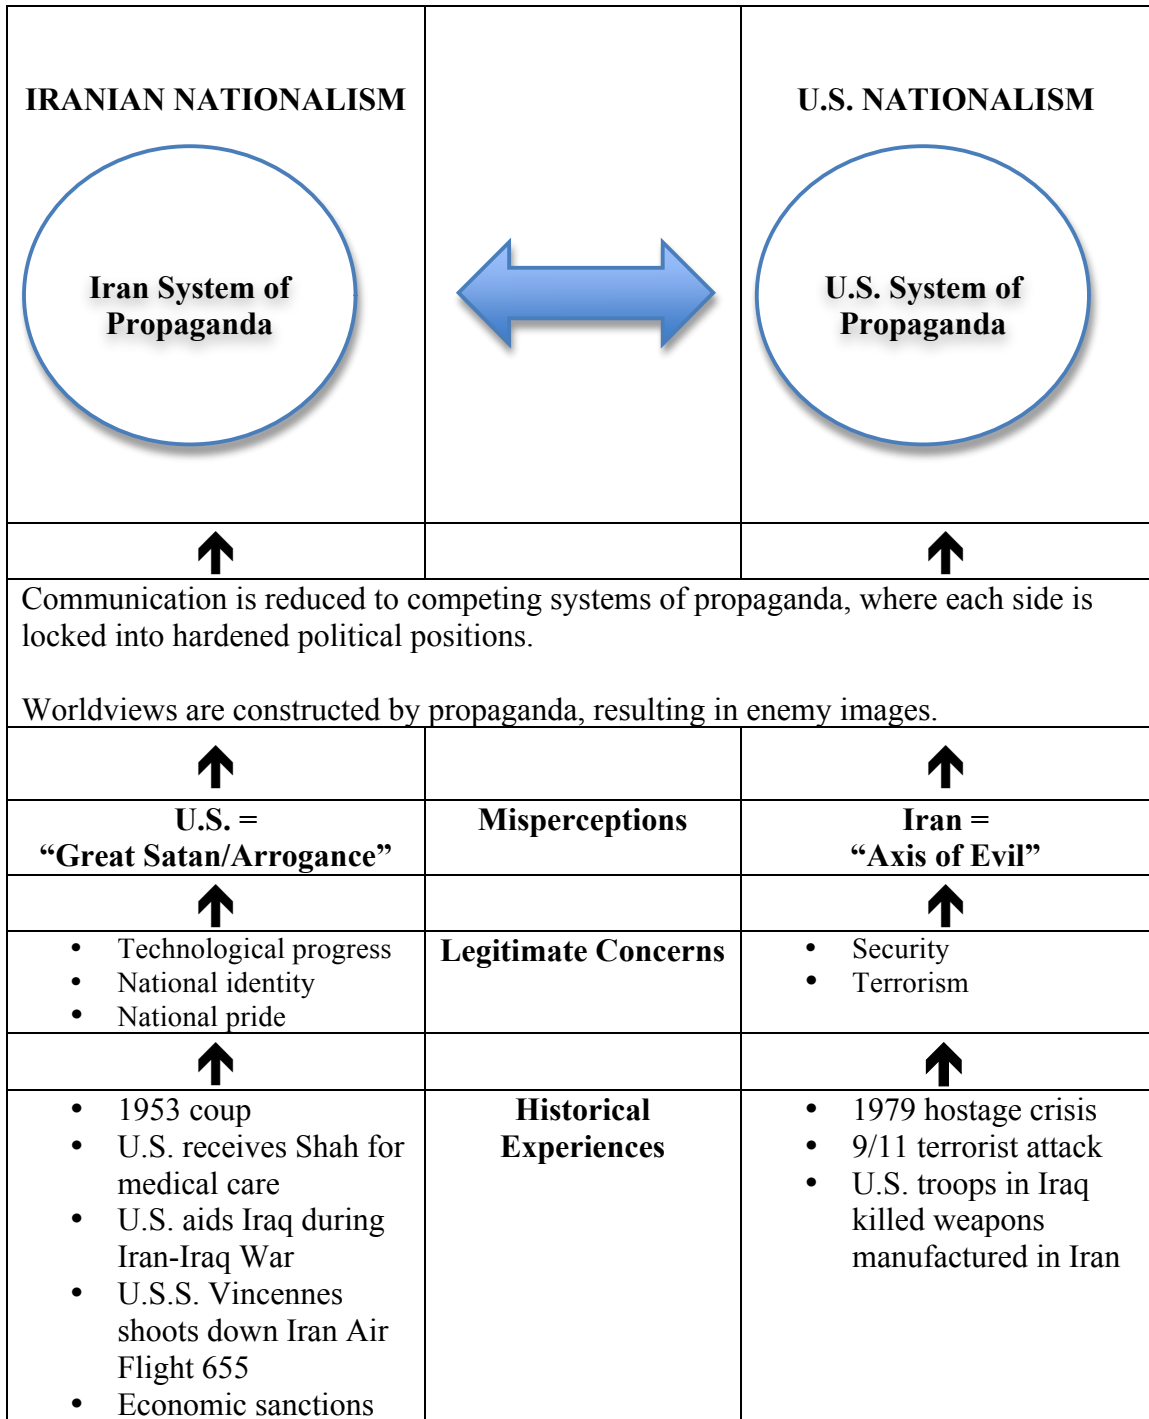 IRANIAN NATIONALISM
U.S. NATIONALISM
Iran System of
Propaganda
U.S. System of
Propaganda
Communication is reduced to competing systems of propaganda, where each side is
locked into hardened political positions.
Worldviews are constructed by propaganda, resulting in enemy images.
U.S. =
“Great Satan/Arrogance”
Misperceptions
Iran =
“Axis of Evil”
• Technological progress
• National identity
• National pride
Legitimate Concerns
• Security
• Terrorism
• 1953 coup
• U.S. receives Shah for
medical care
• U.S. aids Iraq during
Iran-Iraq War
• U.S.S. Vincennes
shoots down Iran Air
Flight 655
• Economic sanctions
Historical
Experiences
• 1979 hostage crisis
• 9/11 terrorist attack
• U.S. troops in Iraq
killed weapons
manufactured in Iran